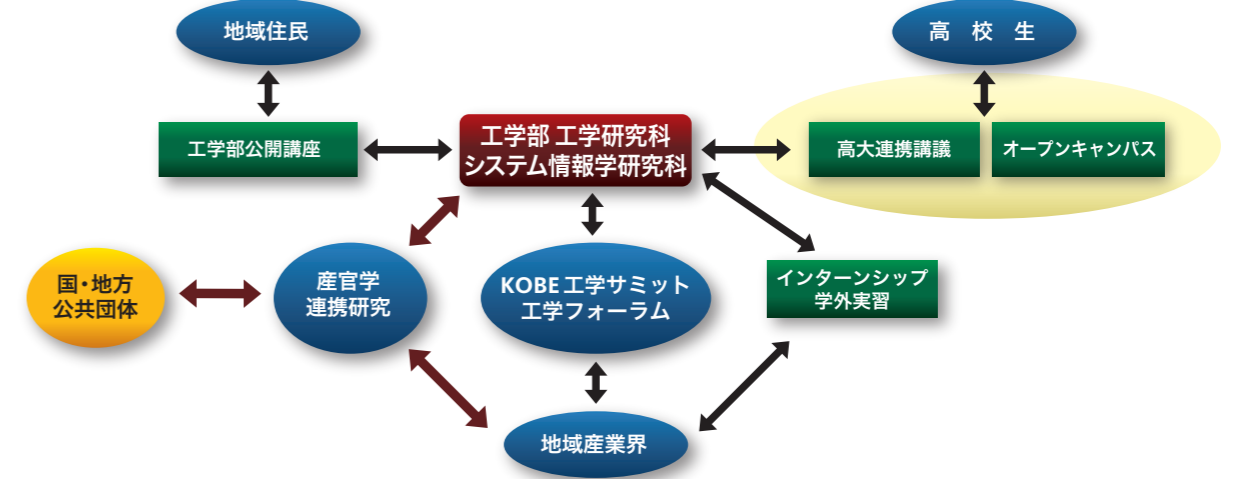 地域住民
高 校 生
工学部公開講座
工学部 工学研究科
システム情報学研究科
高大連携講議
オープンキャンパス
国・地方
公共団体
産官学
連携研究
KOBE 工学サミット
工学フォーラム
インターンシップ
学外実習
地域産業界